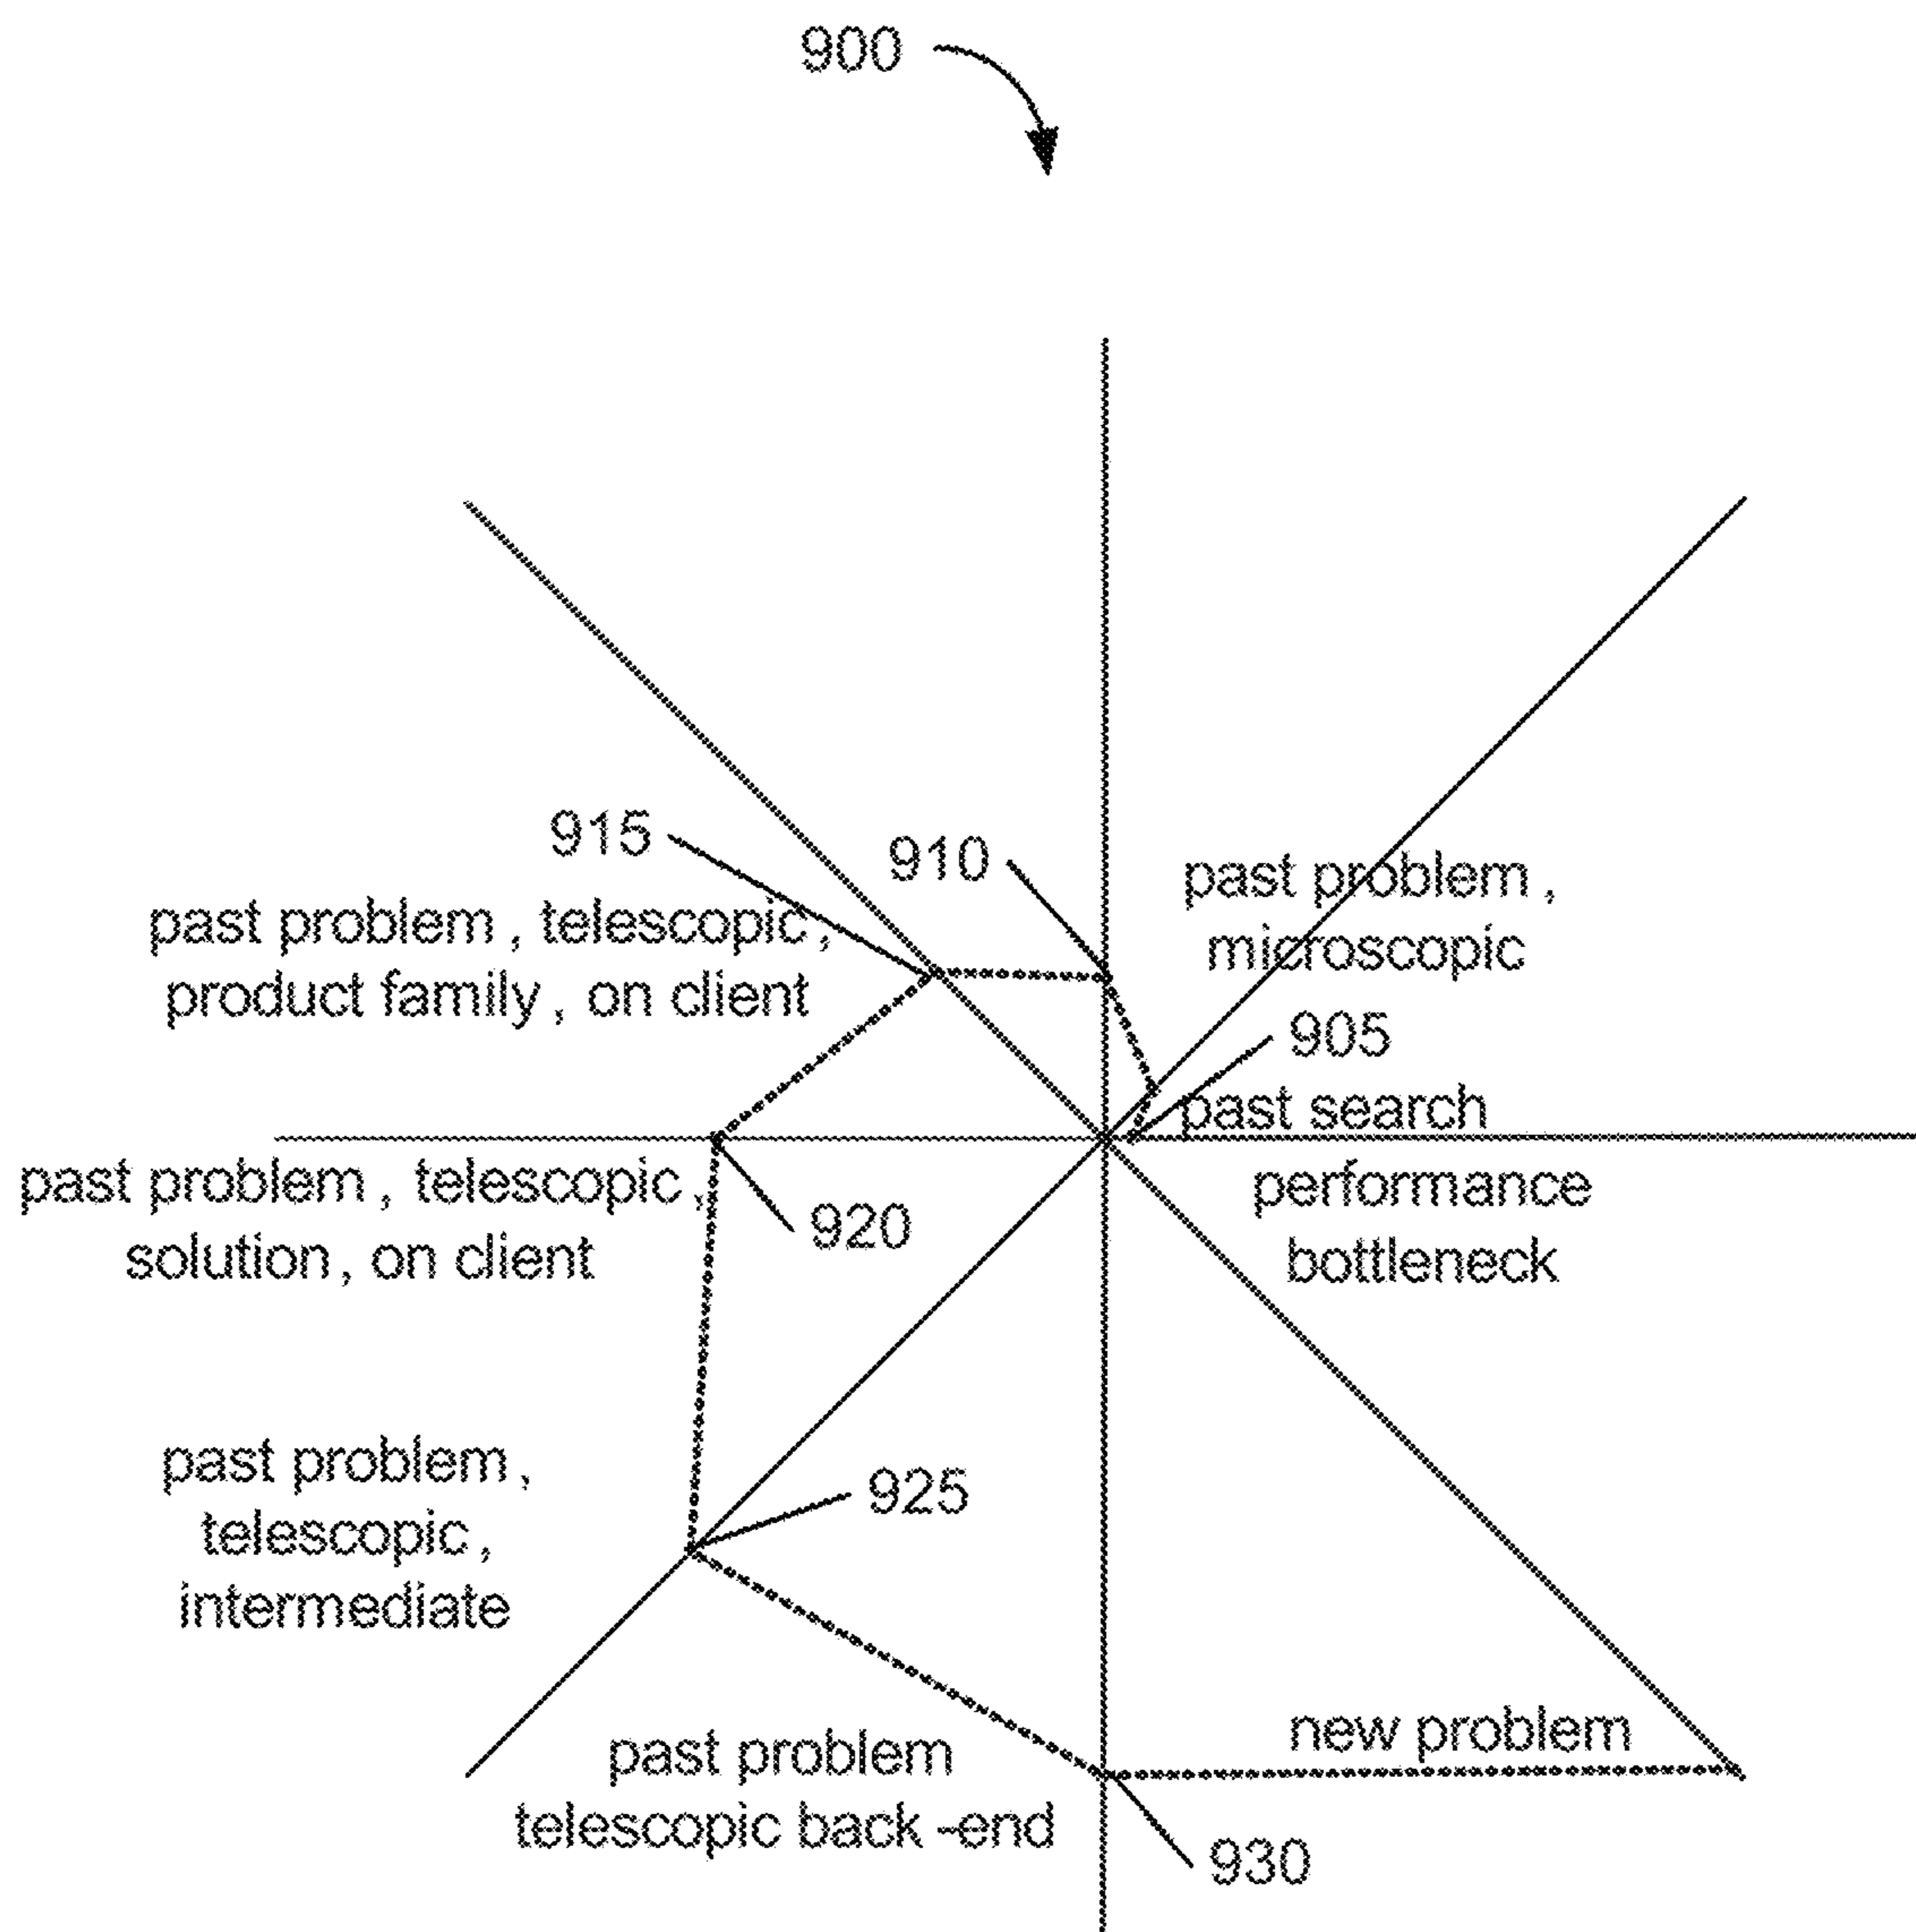 900
915
910
past problem,
microscopic
past problem, telescopic,
product family, on client
905
past search
past problem, telescopic,
solution, on client
920
performance
bottleneck
past problem,
telescopic,
intermediate
925
new problem
past problem
telescopic back-end
930